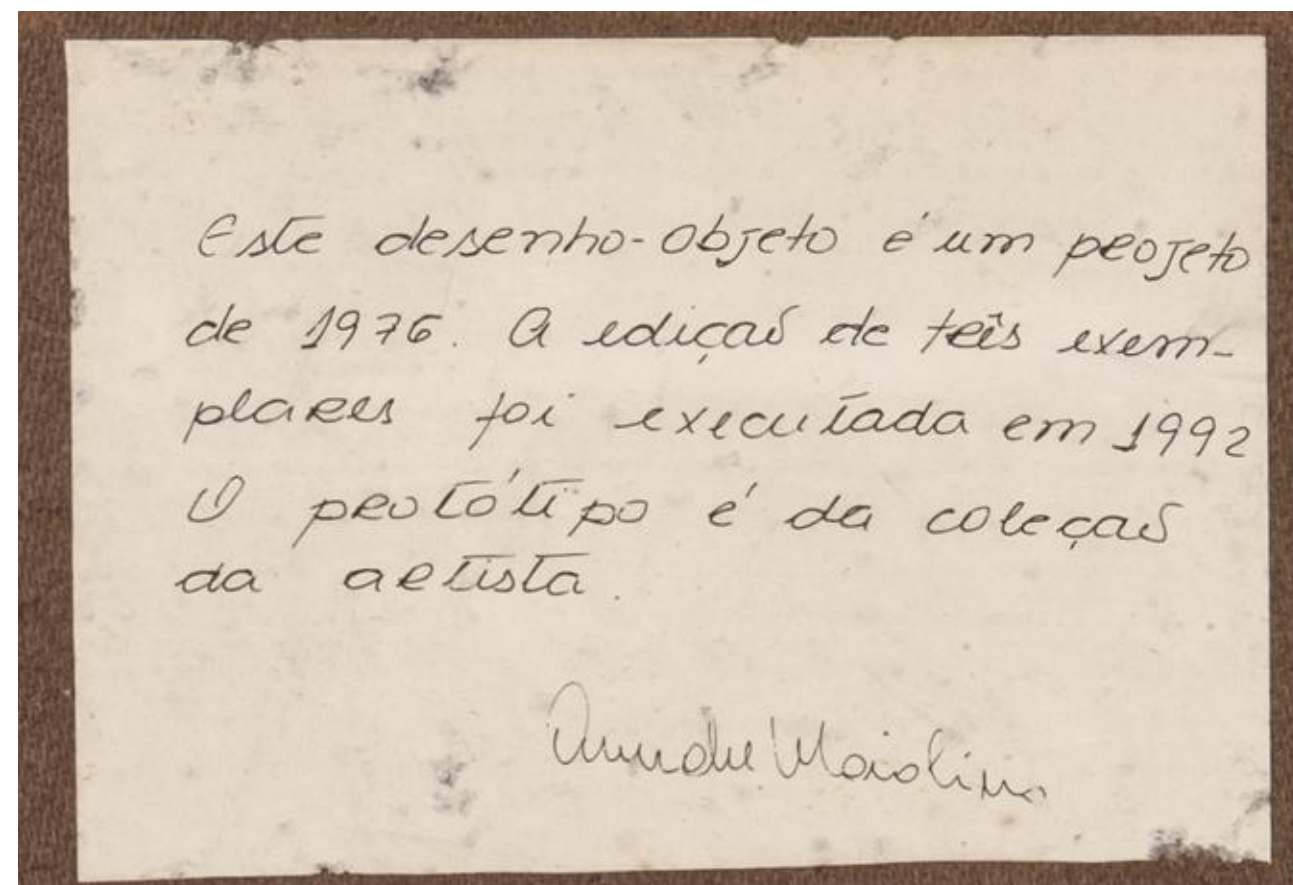 Este desenho-objeto é um projeto
de 1976. A edição de três exem-
plares foi executada em 1992
O protótipo é da coleção
da artista.
Anna Maiolino